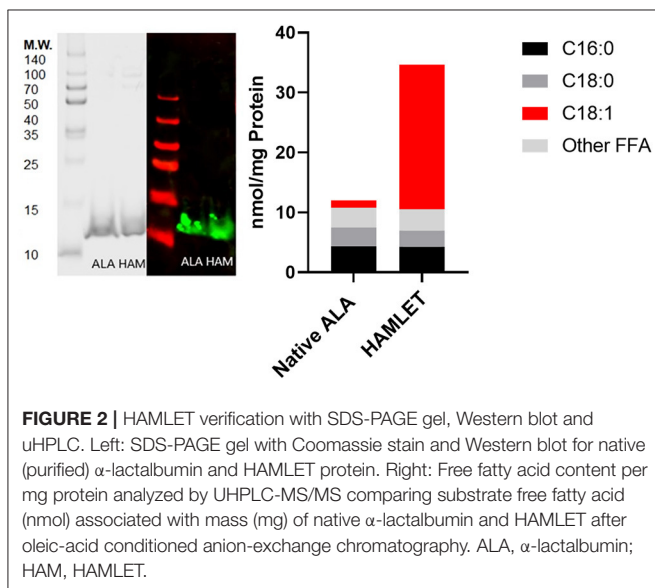 M.W.
140
100
70
50
40
35
25
15
10
ALA HAM
ALA HAM
nmol/mg Protein
40
30
20
10
0
Native ALA
HAMLET
C16:0
C18:0
C18:1
Other FFA
FIGURE 2 | HAMLET verification with SDS-PAGE gel, Western blot and
uHPLC. Left: SDS-PAGE gel with Coomassie stain and Western blot for native
(purified) α-lactalbumin and HAMLET protein. Right: Free fatty acid content per
mg protein analyzed by UHPLC-MS/MS comparing substrate free fatty acid
(nmol) associated with mass (mg) of native α-lactalbumin and HAMLET after
oleic-acid conditioned anion-exchange chromatography. ALA, α-lactalbumin;
HAM, HAMLET.